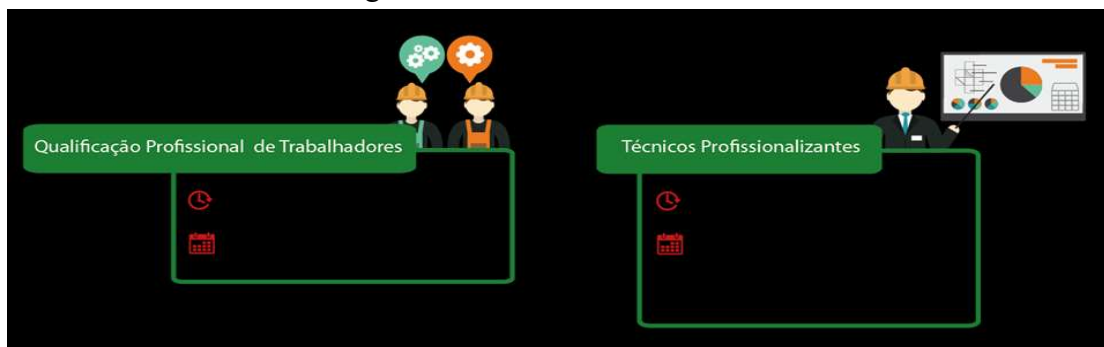 Qualificação Profissional de Trabalhadores
Técnicos Profissionalizantes